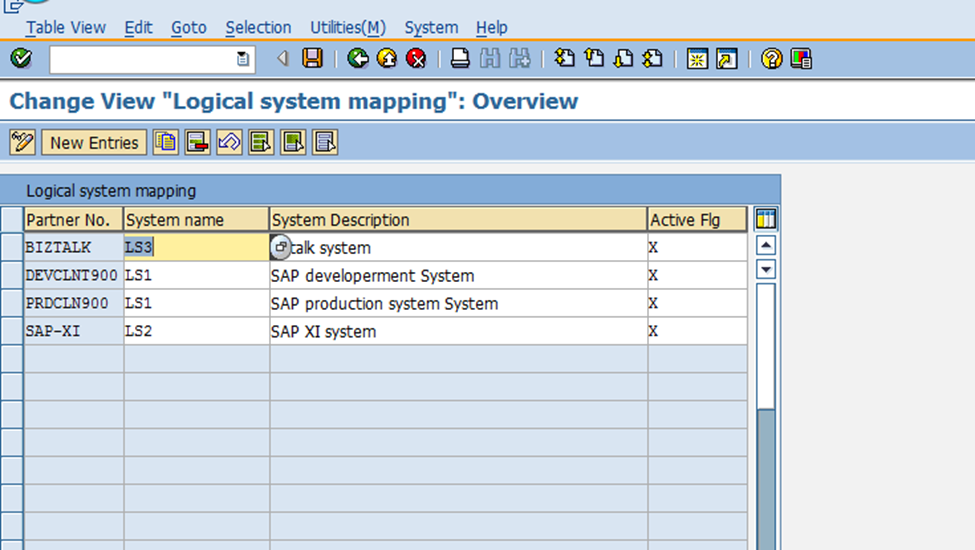 Table View Edit Goto Selection Utilities(M) System Help
Change View "Logical system mapping": Overview
New Entries
Logical system mapping
Partner No. System name System Description Active Flg
BIZTALK LS3 talk system X
DEVCLNT900 LS1 SAP developerment System X
PRDCLN900 LS1 SAP production system System X
SAP-XI LS2 SAP XI system X